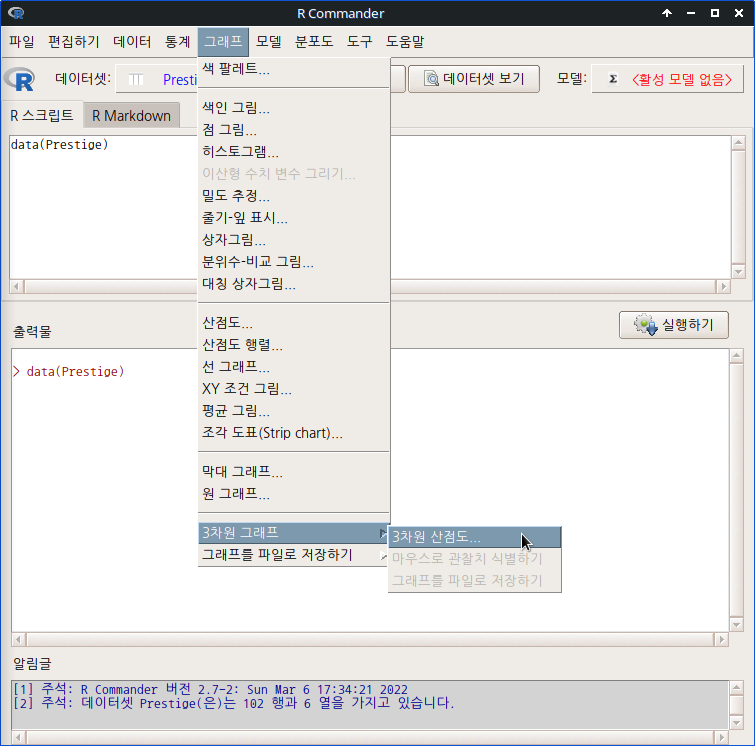 R Commander
파일 편집하기 데이터 통계 그래프 모델 분포도 도구 도움말
데이터셋: Presti 데이터셋 보기 모델: Σ <활성 모델 없음>
R 스크립트 R Markdown
data(Prestige)
색 팔레트...
색인 그림...
점 그림...
히스토그램...
이산형 수치 변수 그리기...
밀도 추정...
줄기-잎 표시...
상자그림...
분위수-비교 그림...
대칭 상자그림...
산점도...
산점도 행렬...
선 그래프...
XY 조건 그림...
평균 그림...
조각 도표(Strip chart)...
막대 그래프...
원 그래프...
3차원 그래프
그래프를 파일로 저장하기
3차원 산점도...
마우스로 관찰치 식별하기
그래프를 파일로 저장하기
출력물
실행하기
> data(Prestige)
알림글
[1] 주석: R Commander 버전 2.7-2: Sun Mar 6 17:34:21 2022
[2] 주석: 데이터셋 Prestige(은)는 102 행과 6 열을 가지고 있습니다.